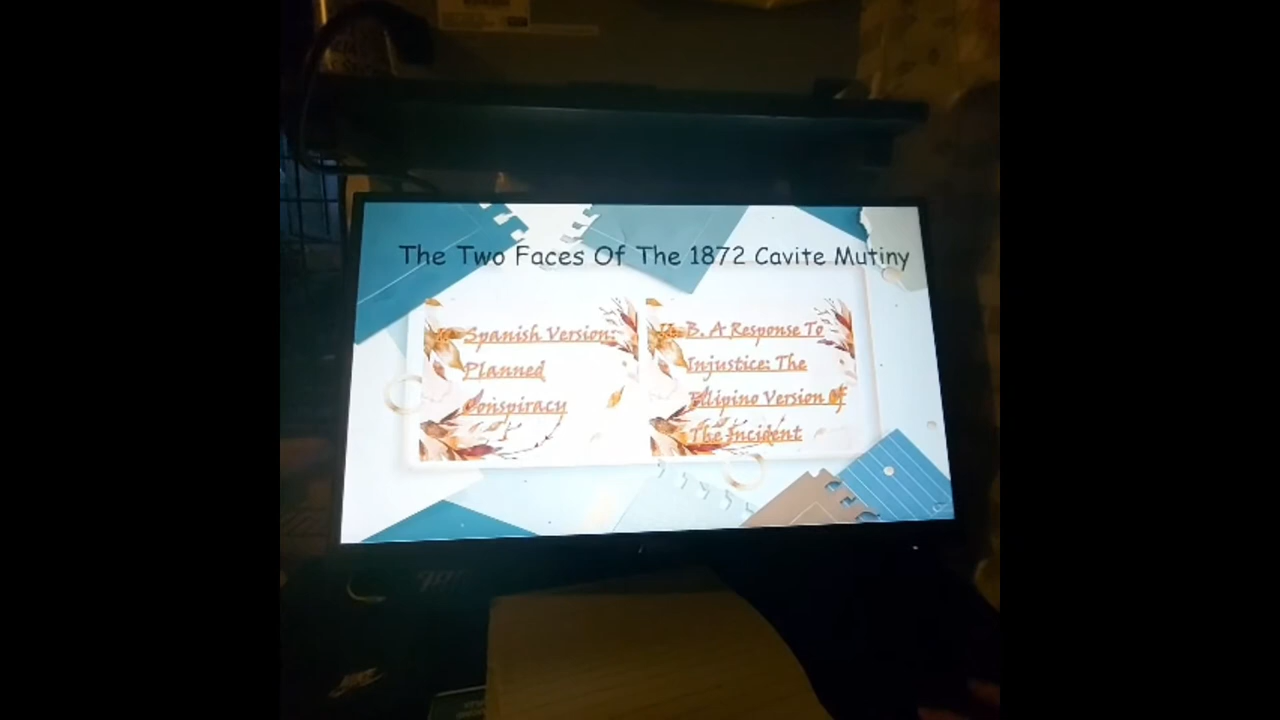 The Two Faces Of The 1872 Cavite Mutiny
Spanish Version:
Planned
Conspiracy
B. A Response To
Injustice: The
Filipino Version Of
The Incident